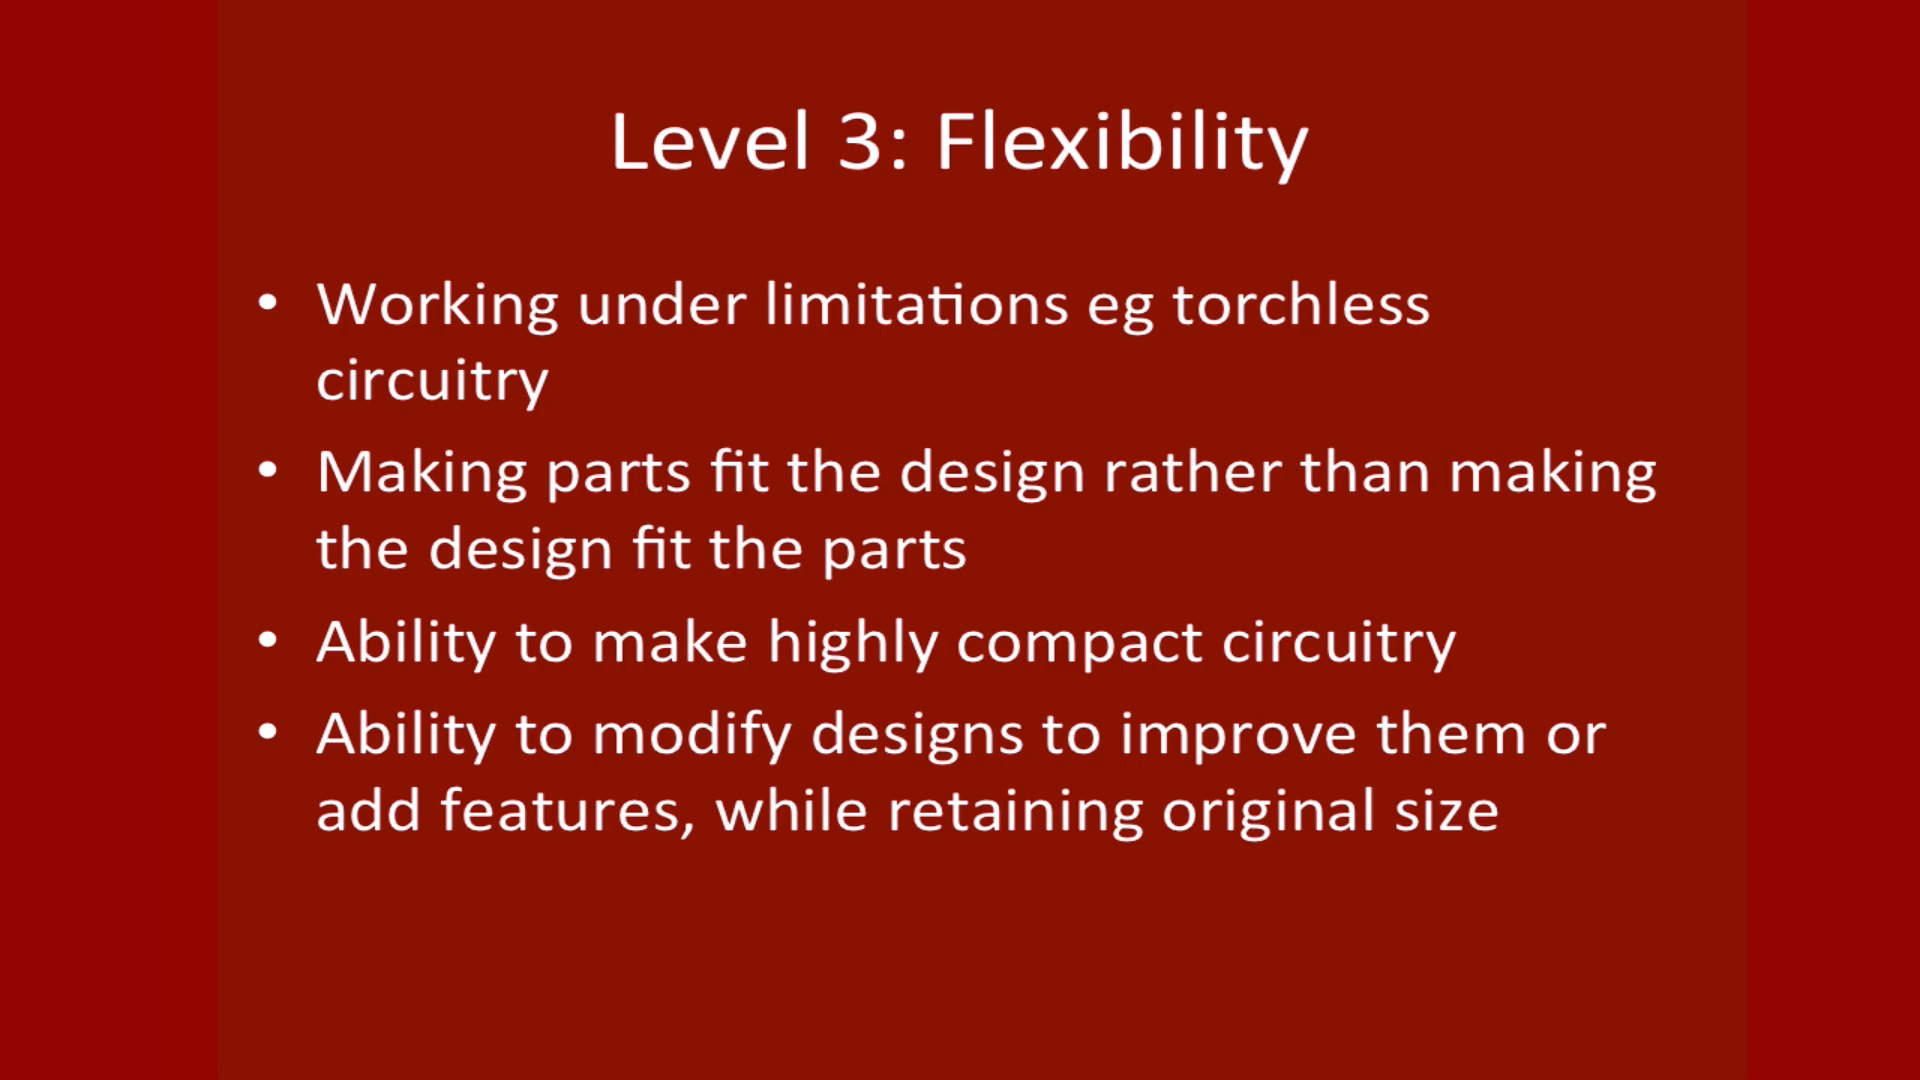 Level 3: Flexibility
• Working under limitations eg torchless
circuitry
• Making parts fit the design rather than making
the design fit the parts
• Ability to make highly compact circuitry
• Ability to modify designs to improve them or
add features, while retaining original size